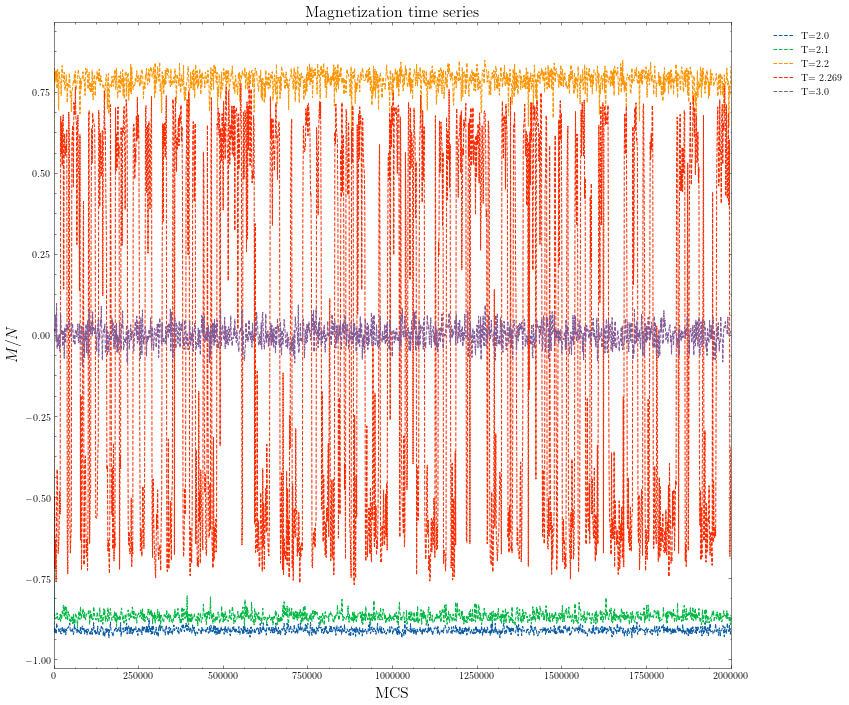 Magnetization time series
T=2.0
T=2.1
T=2.2
T= 2.269
T=3.0
0.75
0.50
0.25
0.00
−0.25
−0.50
−0.75
−1.00
M/N
0 250000 500000 750000 1000000 1250000 1500000 1750000 2000000
MCS